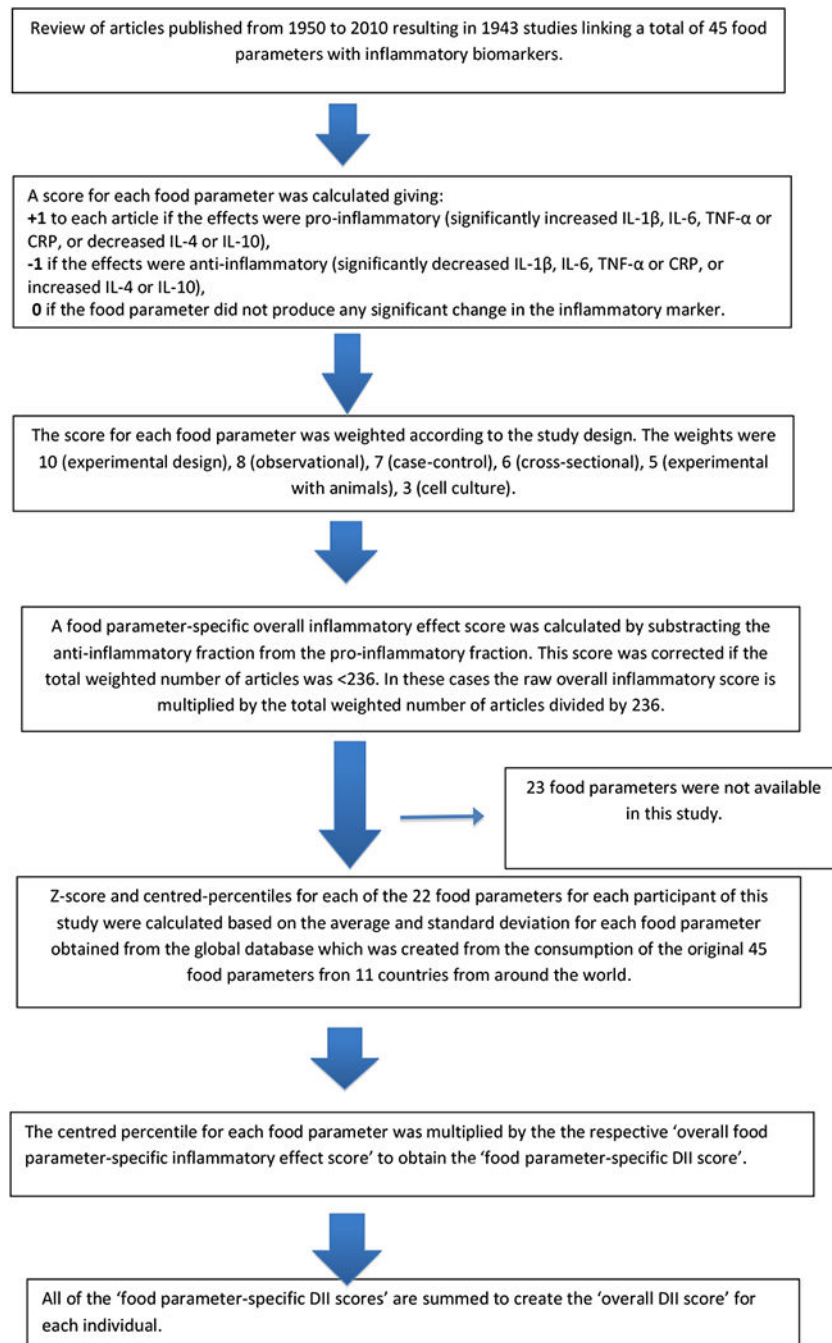 Review of articles published from 1950 to 2010 resulting in 1943 studies linking a total of 45 food
parameters with inflammatory biomarkers.
A score for each food parameter was calculated giving:
+1 to each article if the effects were pro-inflammatory (significantly increased IL-1β, IL-6, TNF-α or
CRP, or decreased IL-4 or IL-10),
-1 if the effects were anti-inflammatory (significantly decreased IL-1β, IL-6, TNF-α or CRP, or
increased IL-4 or IL-10),
0 if the food parameter did not produce any significant change in the inflammatory marker.
The score for each food parameter was weighted according to the study design. The weights were
10 (experimental design), 8 (observational), 7 (case-control), 6 (cross-sectional), 5 (experimental
with animals), 3 (cell culture).
A food parameter-specific overall inflammatory effect score was calculated by substracting the
anti-inflammatory fraction from the pro-inflammatory fraction. This score was corrected if the
total weighted number of articles was <236. In these cases the raw overall inflammatory score is
multiplied by the total weighted number of articles divided by 236.
23 food parameters were not available
in this study.
Z-score and centred-percentiles for each of the 22 food parameters for each participant of this
study were calculated based on the average and standard deviation for each food parameter
obtained from the global database which was created from the consumption of the original 45
food parameters fron 11 countries from around the world.
The centred percentile for each food parameter was multiplied by the the respective ‘overall food
parameter-specific inflammatory effect score’ to obtain the ‘food parameter-specific DII score’.
All of the ‘food parameter-specific DII scores’ are summed to create the ‘overall DII score’ for
each individual.